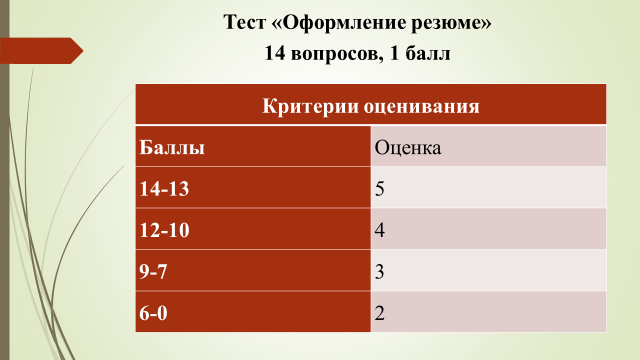 Тест «Оформление резюме»
14 вопросов, 1 балл
Критерии оценивания
Баллы Оценка
14-13 5
12-10 4
9-7 3
6-0 2